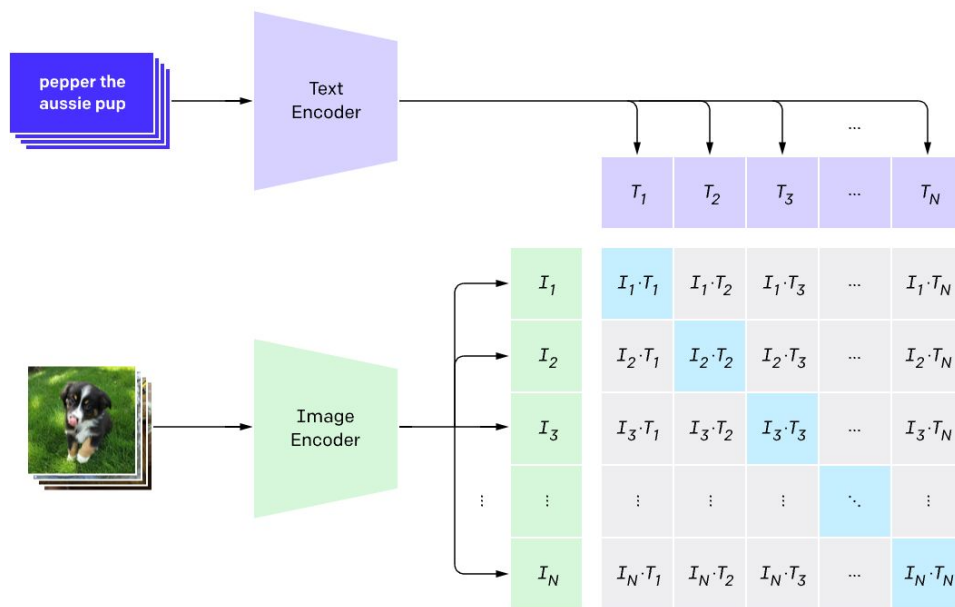 pepper the
aussie pup
Text
Encoder
...
T1 T2 T3 ... TN
I1 I1·T1 I1·T2 I1·T3 ... I1·TN
I2 I2·T1 I2·T2 I2·T3 ... I2·TN
Image
Encoder
I3 I3·T1 I3·T2 I3·T3 ... I3·TN
⋮ ⋮ ⋮ ⋮ ⋮ ⋱ ⋮
IN IN·T1 IN·T2 IN·T3 ... IN·TN